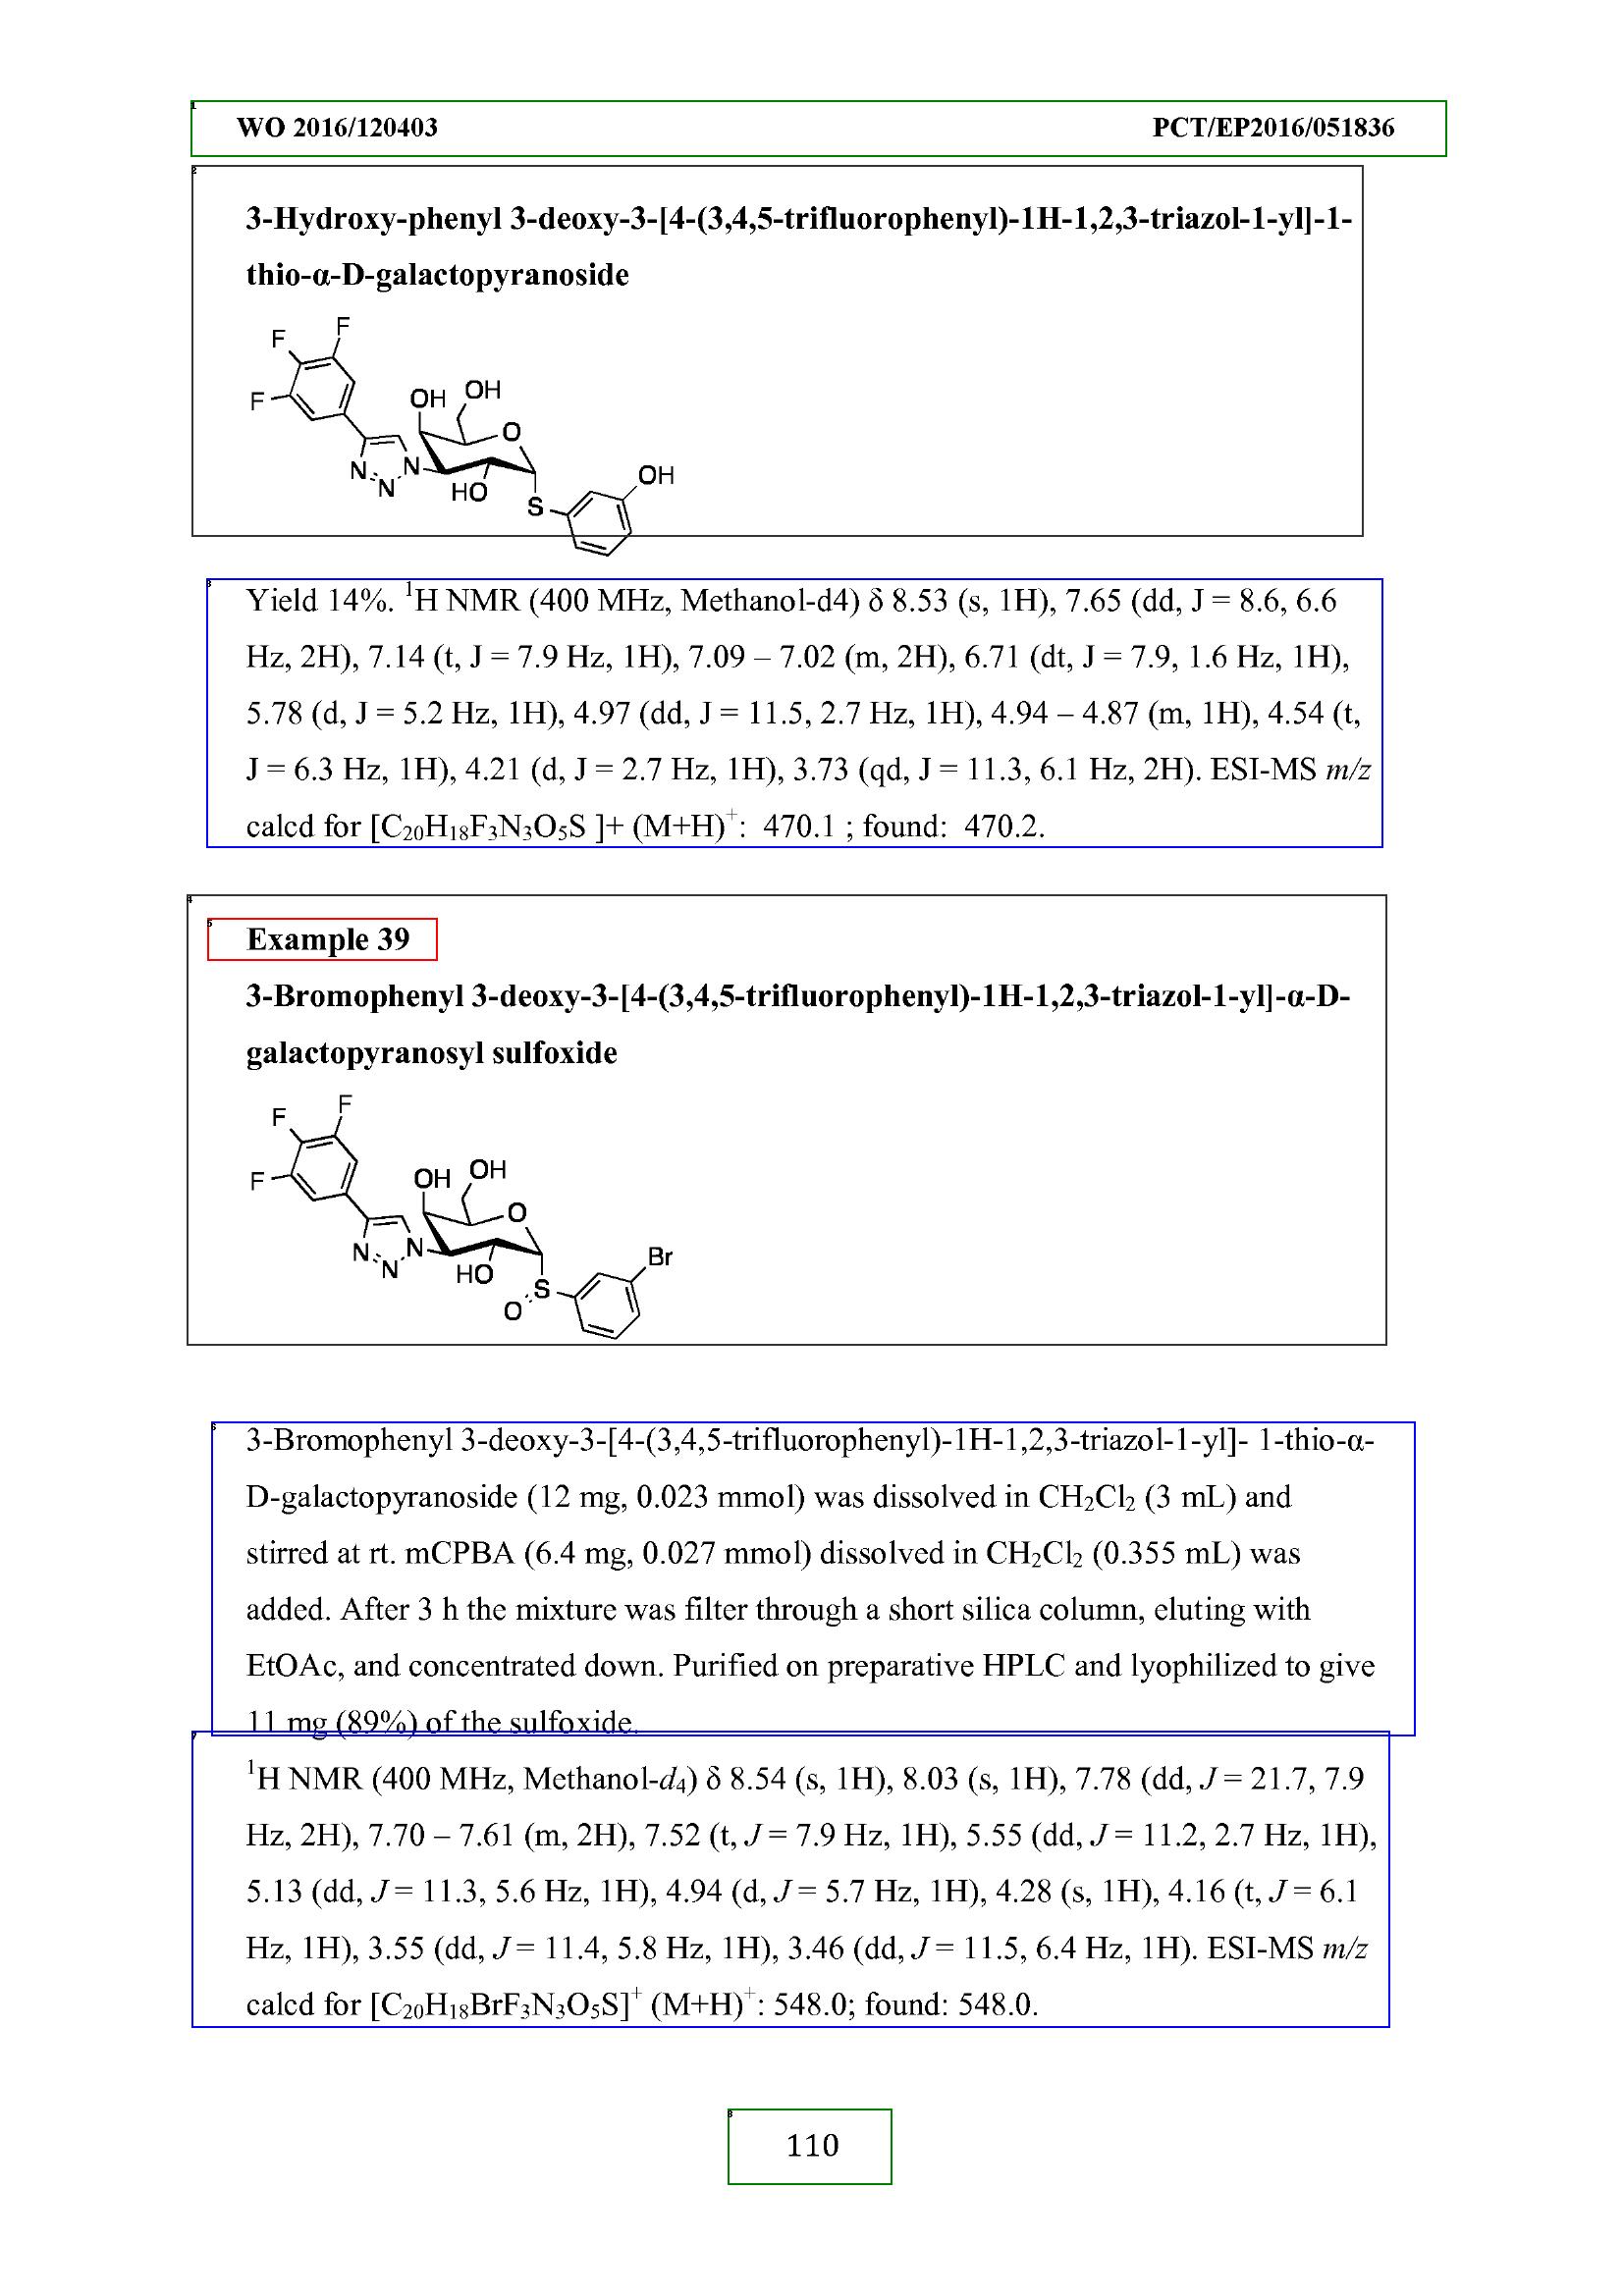 WO 2016/120403 PCT/EP2016/051836
3-Hydroxy-phenyl 3-deoxy-3-[4-(3,4,5-trifluorophenyl)-1H-1,2,3-triazol-1-yl]-1-
thio-α-D-galactopyranoside
F F
F
OH OH
O
N N N
HO
OH
S
Yield 14%. ¹H NMR (400 MHz, Methanol-d4) δ 8.53 (s, 1H), 7.65 (dd, J = 8.6, 6.6
Hz, 2H), 7.14 (t, J = 7.9 Hz, 1H), 7.09 – 7.02 (m, 2H), 6.71 (dt, J = 7.9, 1.6 Hz, 1H),
5.78 (d, J = 5.2 Hz, 1H), 4.97 (dd, J = 11.5, 2.7 Hz, 1H), 4.94 – 4.87 (m, 1H), 4.54 (t,
J = 6.3 Hz, 1H), 4.21 (d, J = 2.7 Hz, 1H), 3.73 (qd, J = 11.3, 6.1 Hz, 2H). ESI-MS m/z
calcd for [C₂₀H₁₈F₃N₃O₅S ]+ (M+H)⁺: 470.1 ; found: 470.2.
Example 39
3-Bromophenyl 3-deoxy-3-[4-(3,4,5-trifluorophenyl)-1H-1,2,3-triazol-1-yl]-α-D-
galactopyranosyl sulfoxide
F F
F
OH OH
O
N N N
HO
Br
S
O
3-Bromophenyl 3-deoxy-3-[4-(3,4,5-trifluorophenyl)-1H-1,2,3-triazol-1-yl]- 1-thio-α-
D-galactopyranoside (12 mg, 0.023 mmol) was dissolved in CH₂Cl₂ (3 mL) and
stirred at rt. mCPBA (6.4 mg, 0.027 mmol) dissolved in CH₂Cl₂ (0.355 mL) was
added. After 3 h the mixture was filter through a short silica column, eluting with
EtOAc, and concentrated down. Purified on preparative HPLC and lyophilized to give
11 mg (89%) of the sulfoxide.
¹H NMR (400 MHz, Methanol-d₄) δ 8.54 (s, 1H), 8.03 (s, 1H), 7.78 (dd, J = 21.7, 7.9
Hz, 2H), 7.70 – 7.61 (m, 2H), 7.52 (t, J = 7.9 Hz, 1H), 5.55 (dd, J = 11.2, 2.7 Hz, 1H),
5.13 (dd, J = 11.3, 5.6 Hz, 1H), 4.94 (d, J = 5.7 Hz, 1H), 4.28 (s, 1H), 4.16 (t, J = 6.1
Hz, 1H), 3.55 (dd, J = 11.4, 5.8 Hz, 1H), 3.46 (dd, J = 11.5, 6.4 Hz, 1H). ESI-MS m/z
calcd for [C₂₀H₁₈BrF₃N₃O₅S]⁺ (M+H)⁺: 548.0; found: 548.0.
110